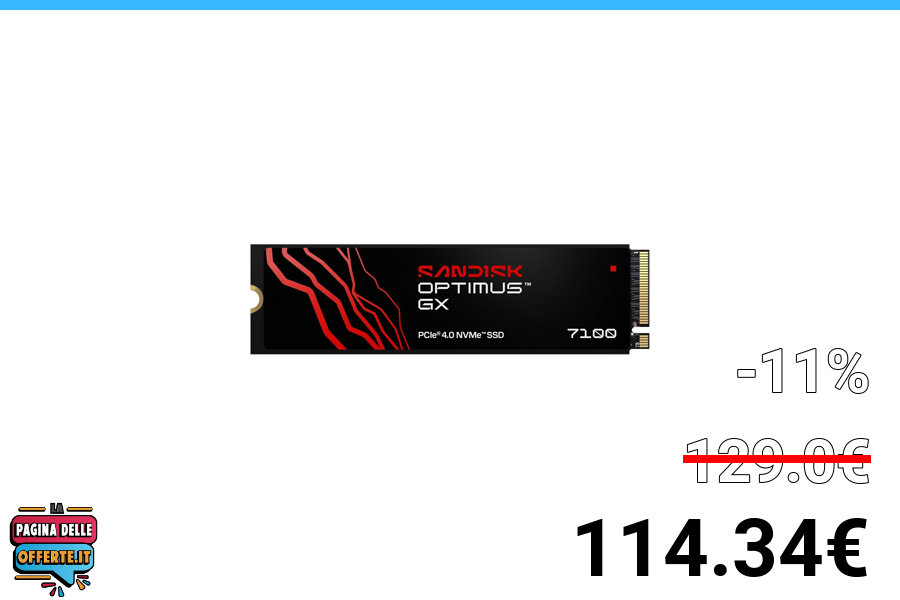 SANDISK
OPTIMUS™
GX
PCIe® 4.0 NVMe™ SSD
7100
-11%
129.0€
114.34€
LA
PAGINA DELLE
OFFERTE.IT